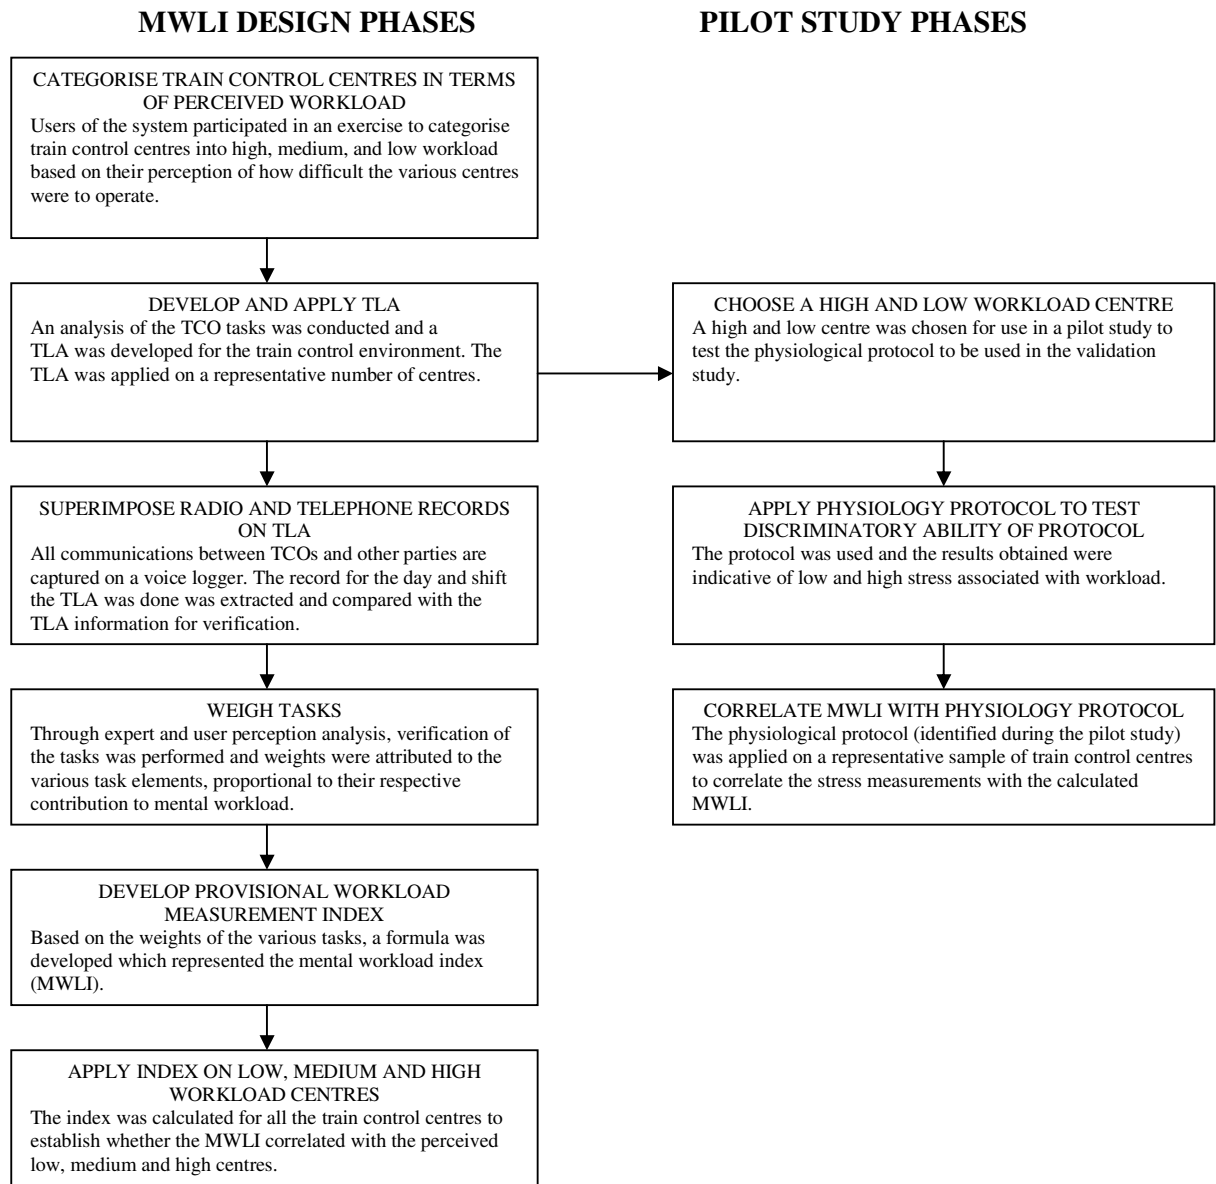 MWLI DESIGN PHASES
PILOT STUDY PHASES
CATEGORISE TRAIN CONTROL CENTRES IN TERMS
OF PERCEIVED WORKLOAD
Users of the system participated in an exercise to categorise
train control centres into high, medium, and low workload
based on their perception of how difficult the various centres
were to operate.
DEVELOP AND APPLY TLA
An analysis of the TCO tasks was conducted and a
TLA was developed for the train control environment. The
TLA was applied on a representative number of centres.
SUPERIMPOSE RADIO AND TELEPHONE RECORDS
ON TLA
All communications between TCOs and other parties are
captured on a voice logger. The record for the day and shift
the TLA was done was extracted and compared with the
TLA information for verification.
WEIGH TASKS
Through expert and user perception analysis, verification of
the tasks was performed and weights were attributed to the
various task elements, proportional to their respective
contribution to mental workload.
DEVELOP PROVISIONAL WORKLOAD
MEASUREMENT INDEX
Based on the weights of the various tasks, a formula was
developed which represented the mental workload index
(MWLI).
APPLY INDEX ON LOW, MEDIUM AND HIGH
WORKLOAD CENTRES
The index was calculated for all the train control centres to
establish whether the MWLI correlated with the perceived
low, medium and high centres.
CHOOSE A HIGH AND LOW WORKLOAD CENTRE
A high and low centre was chosen for use in a pilot study to
test the physiological protocol to be used in the validation
study.
APPLY PHYSIOLOGY PROTOCOL TO TEST
DISCRIMINATORY ABILITY OF PROTOCOL
The protocol was used and the results obtained were
indicative of low and high stress associated with workload.
CORRELATE MWLI WITH PHYSIOLOGY PROTOCOL
The physiological protocol (identified during the pilot study)
was applied on a representative sample of train control centres
to correlate the stress measurements with the calculated
MWLI.